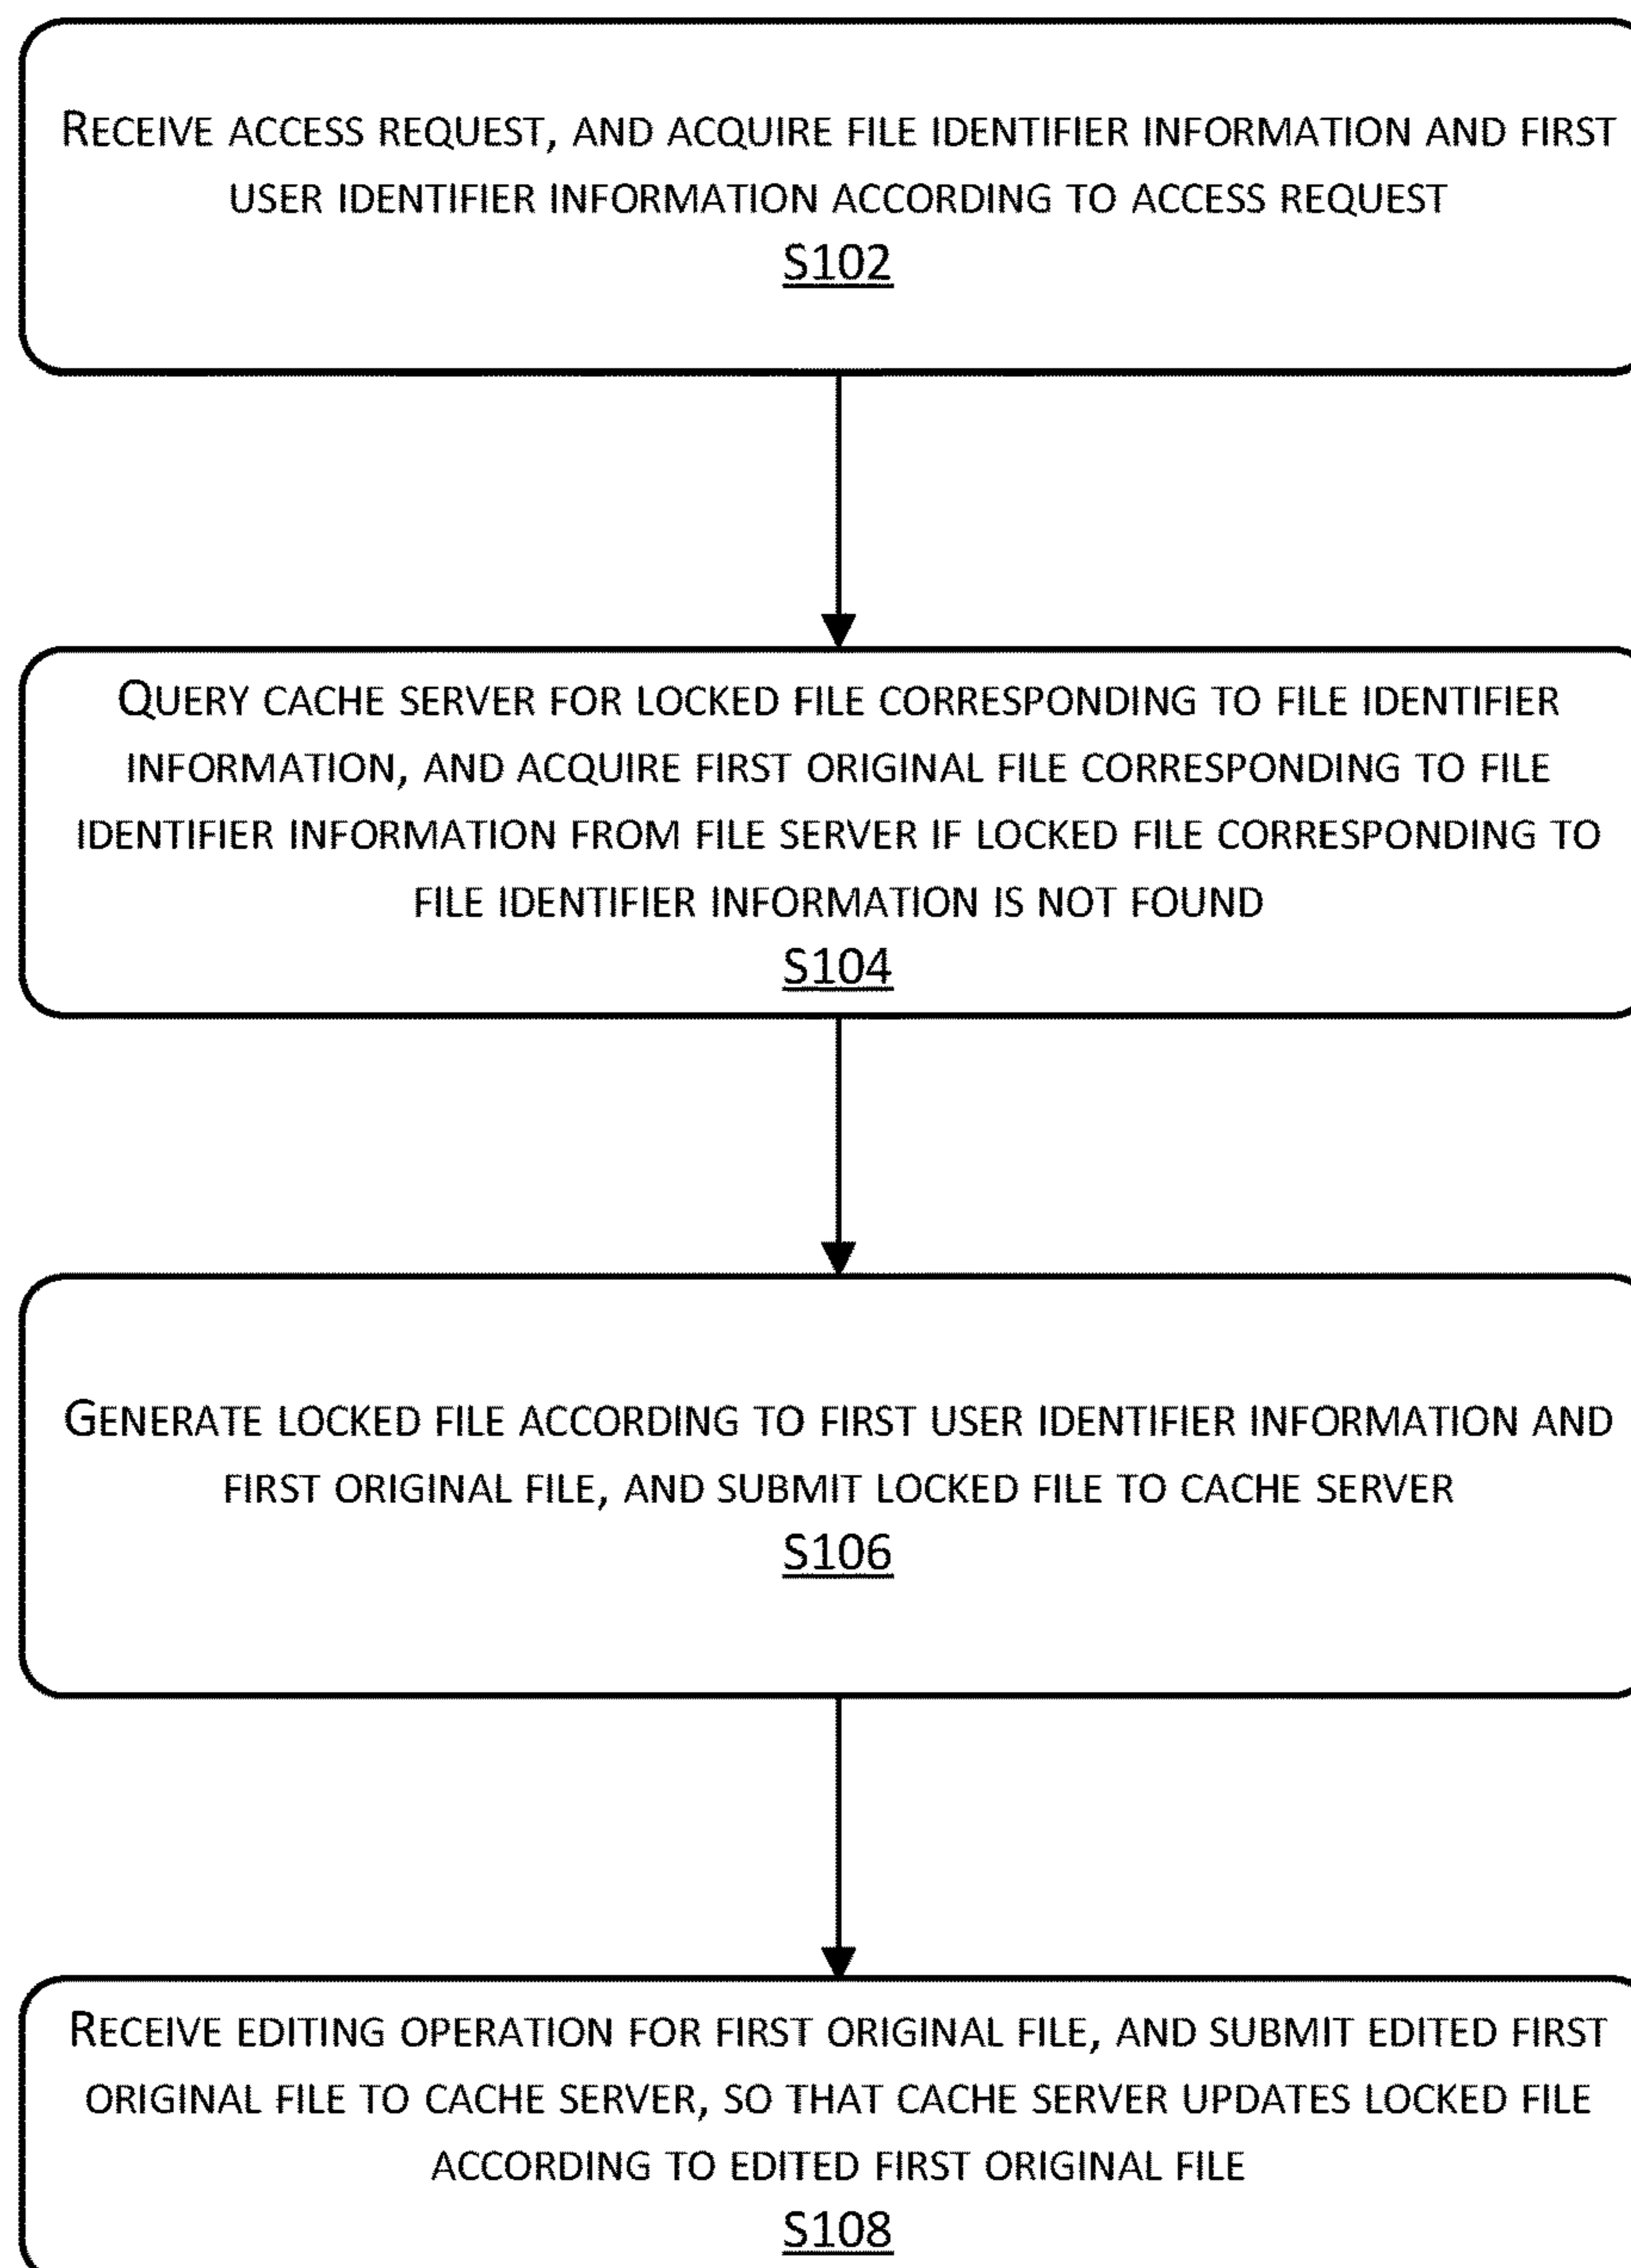 RECEIVE ACCESS REQUEST, AND ACQUIRE FILE IDENTIFIER INFORMATION AND FIRST
USER IDENTIFIER INFORMATION ACCORDING TO ACCESS REQUEST
S102
QUERY CACHE SERVER FOR LOCKED FILE CORRESPONDING TO FILE IDENTIFIER
INFORMATION, AND ACQUIRE FIRST ORIGINAL FILE CORRESPONDING TO FILE
IDENTIFIER INFORMATION FROM FILE SERVER IF LOCKED FILE CORRESPONDING TO
FILE IDENTIFIER INFORMATION IS NOT FOUND
S104
GENERATE LOCKED FILE ACCORDING TO FIRST USER IDENTIFIER INFORMATION AND
FIRST ORIGINAL FILE, AND SUBMIT LOCKED FILE TO CACHE SERVER
S106
RECEIVE EDITING OPERATION FOR FIRST ORIGINAL FILE, AND SUBMIT EDITED FIRST
ORIGINAL FILE TO CACHE SERVER, SO THAT CACHE SERVER UPDATES LOCKED FILE
ACCORDING TO EDITED FIRST ORIGINAL FILE
S108